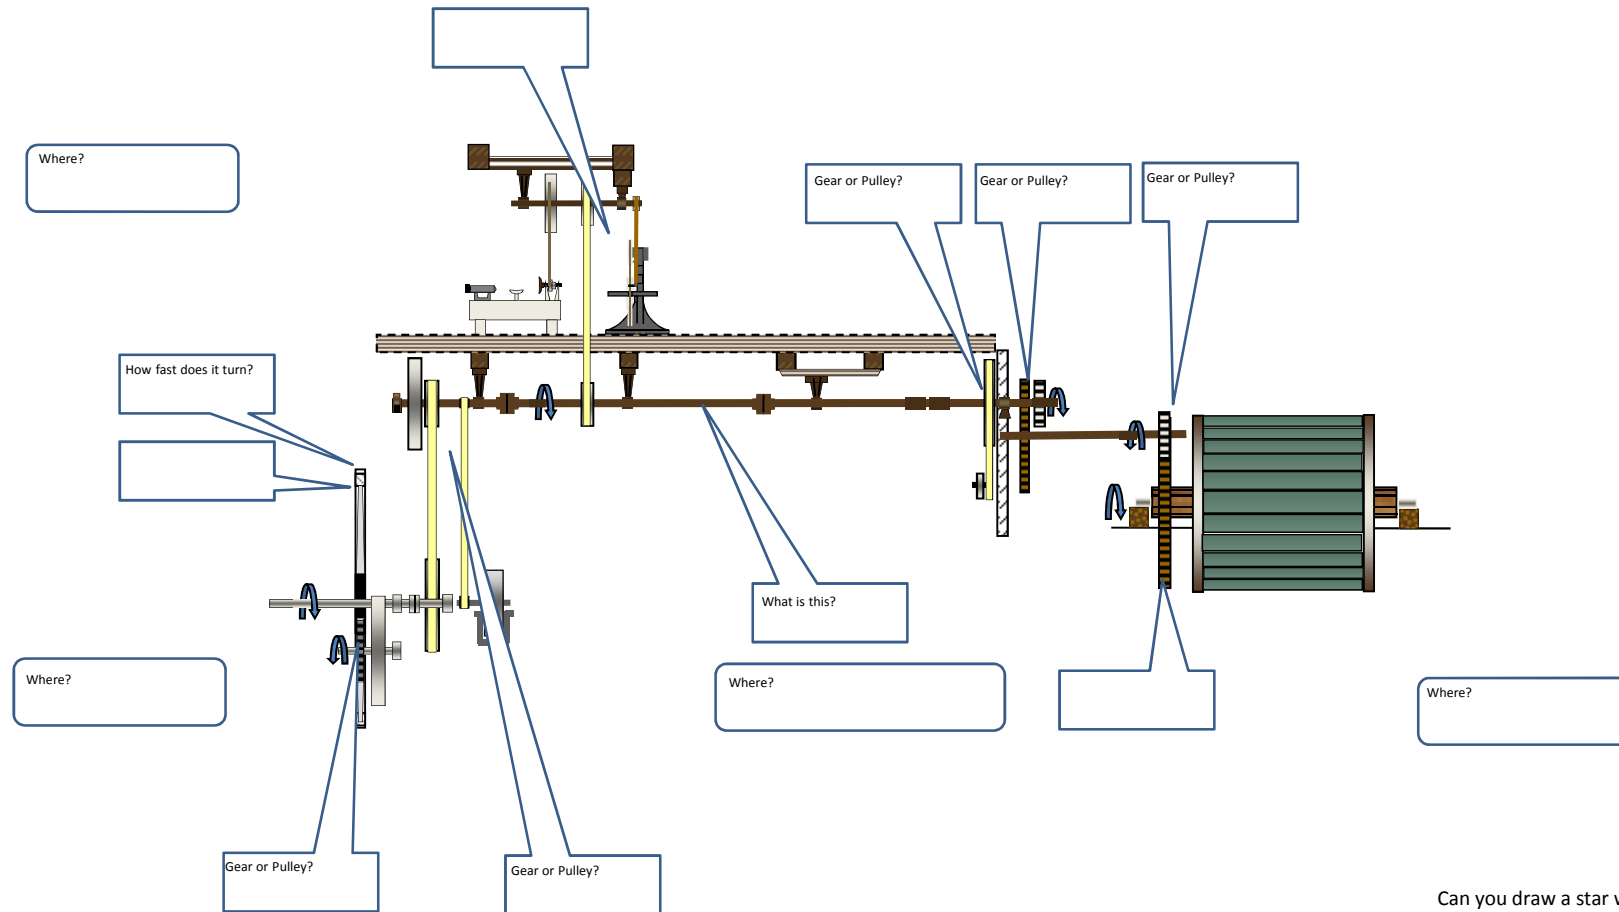 Where?
Gear or Pulley?
Gear or Pulley?
Gear or Pulley?
How fast does it turn?
What is this?
Where?
Where?
Where?
Gear or Pulley?
Gear or Pulley?
Can you draw a star